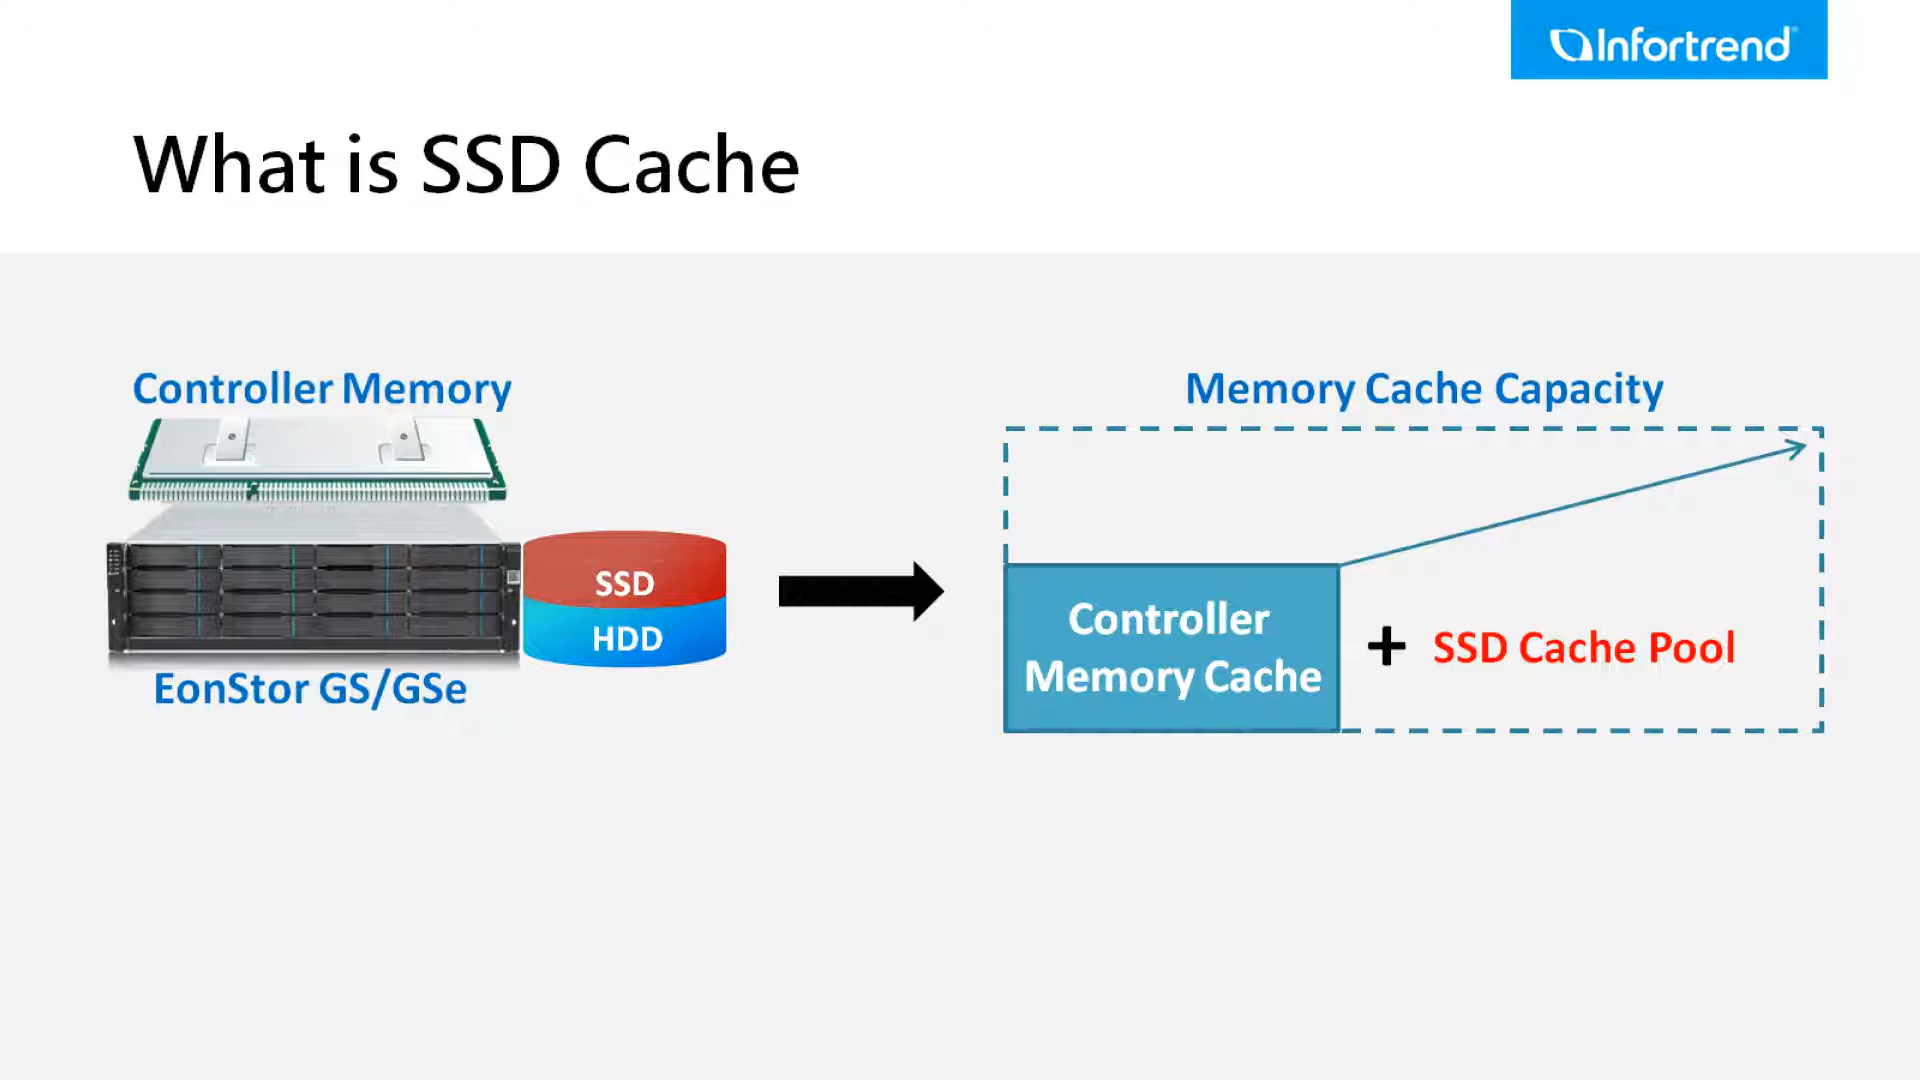 Infortrend
What is SSD Cache
Controller Memory
SSD
HDD
EonStor GS/GSe
Memory Cache Capacity
Controller
Memory Cache
+ SSD Cache Pool